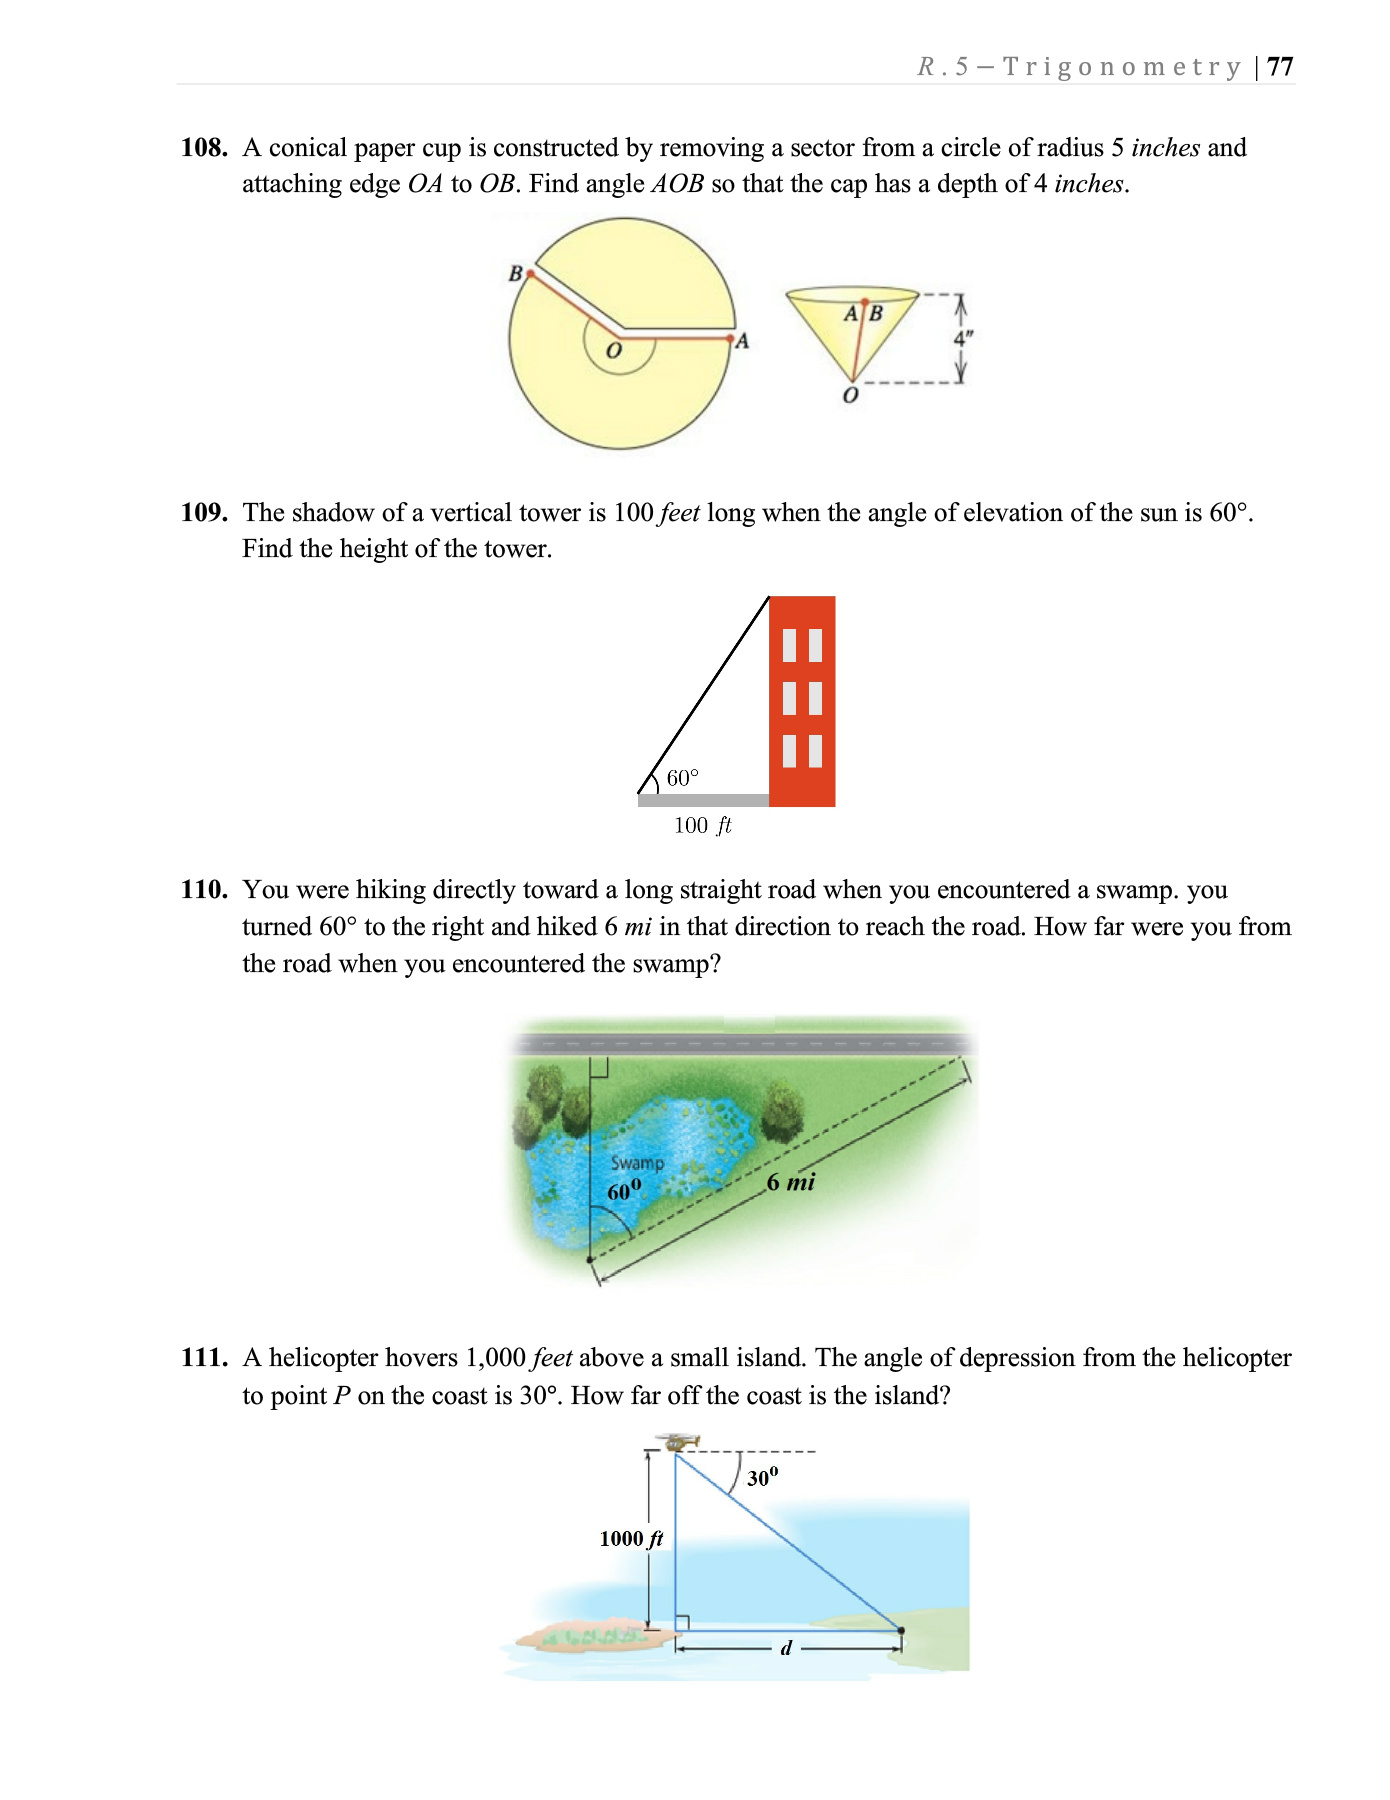 R.5 – Trigonometry | 77
108. A conical paper cup is constructed by removing a sector from a circle of radius 5 inches and
attaching edge OA to OB. Find angle AOB so that the cap has a depth of 4 inches.
B
A
O
A B
4"
O
109. The shadow of a vertical tower is 100 feet long when the angle of elevation of the sun is 60°.
Find the height of the tower.
60°
100 ft
110. You were hiking directly toward a long straight road when you encountered a swamp. you
turned 60° to the right and hiked 6 mi in that direction to reach the road. How far were you from
the road when you encountered the swamp?
Swamp
60⁰
6 mi
111. A helicopter hovers 1,000 feet above a small island. The angle of depression from the helicopter
to point P on the coast is 30°. How far off the coast is the island?
30⁰
1000 ft
d